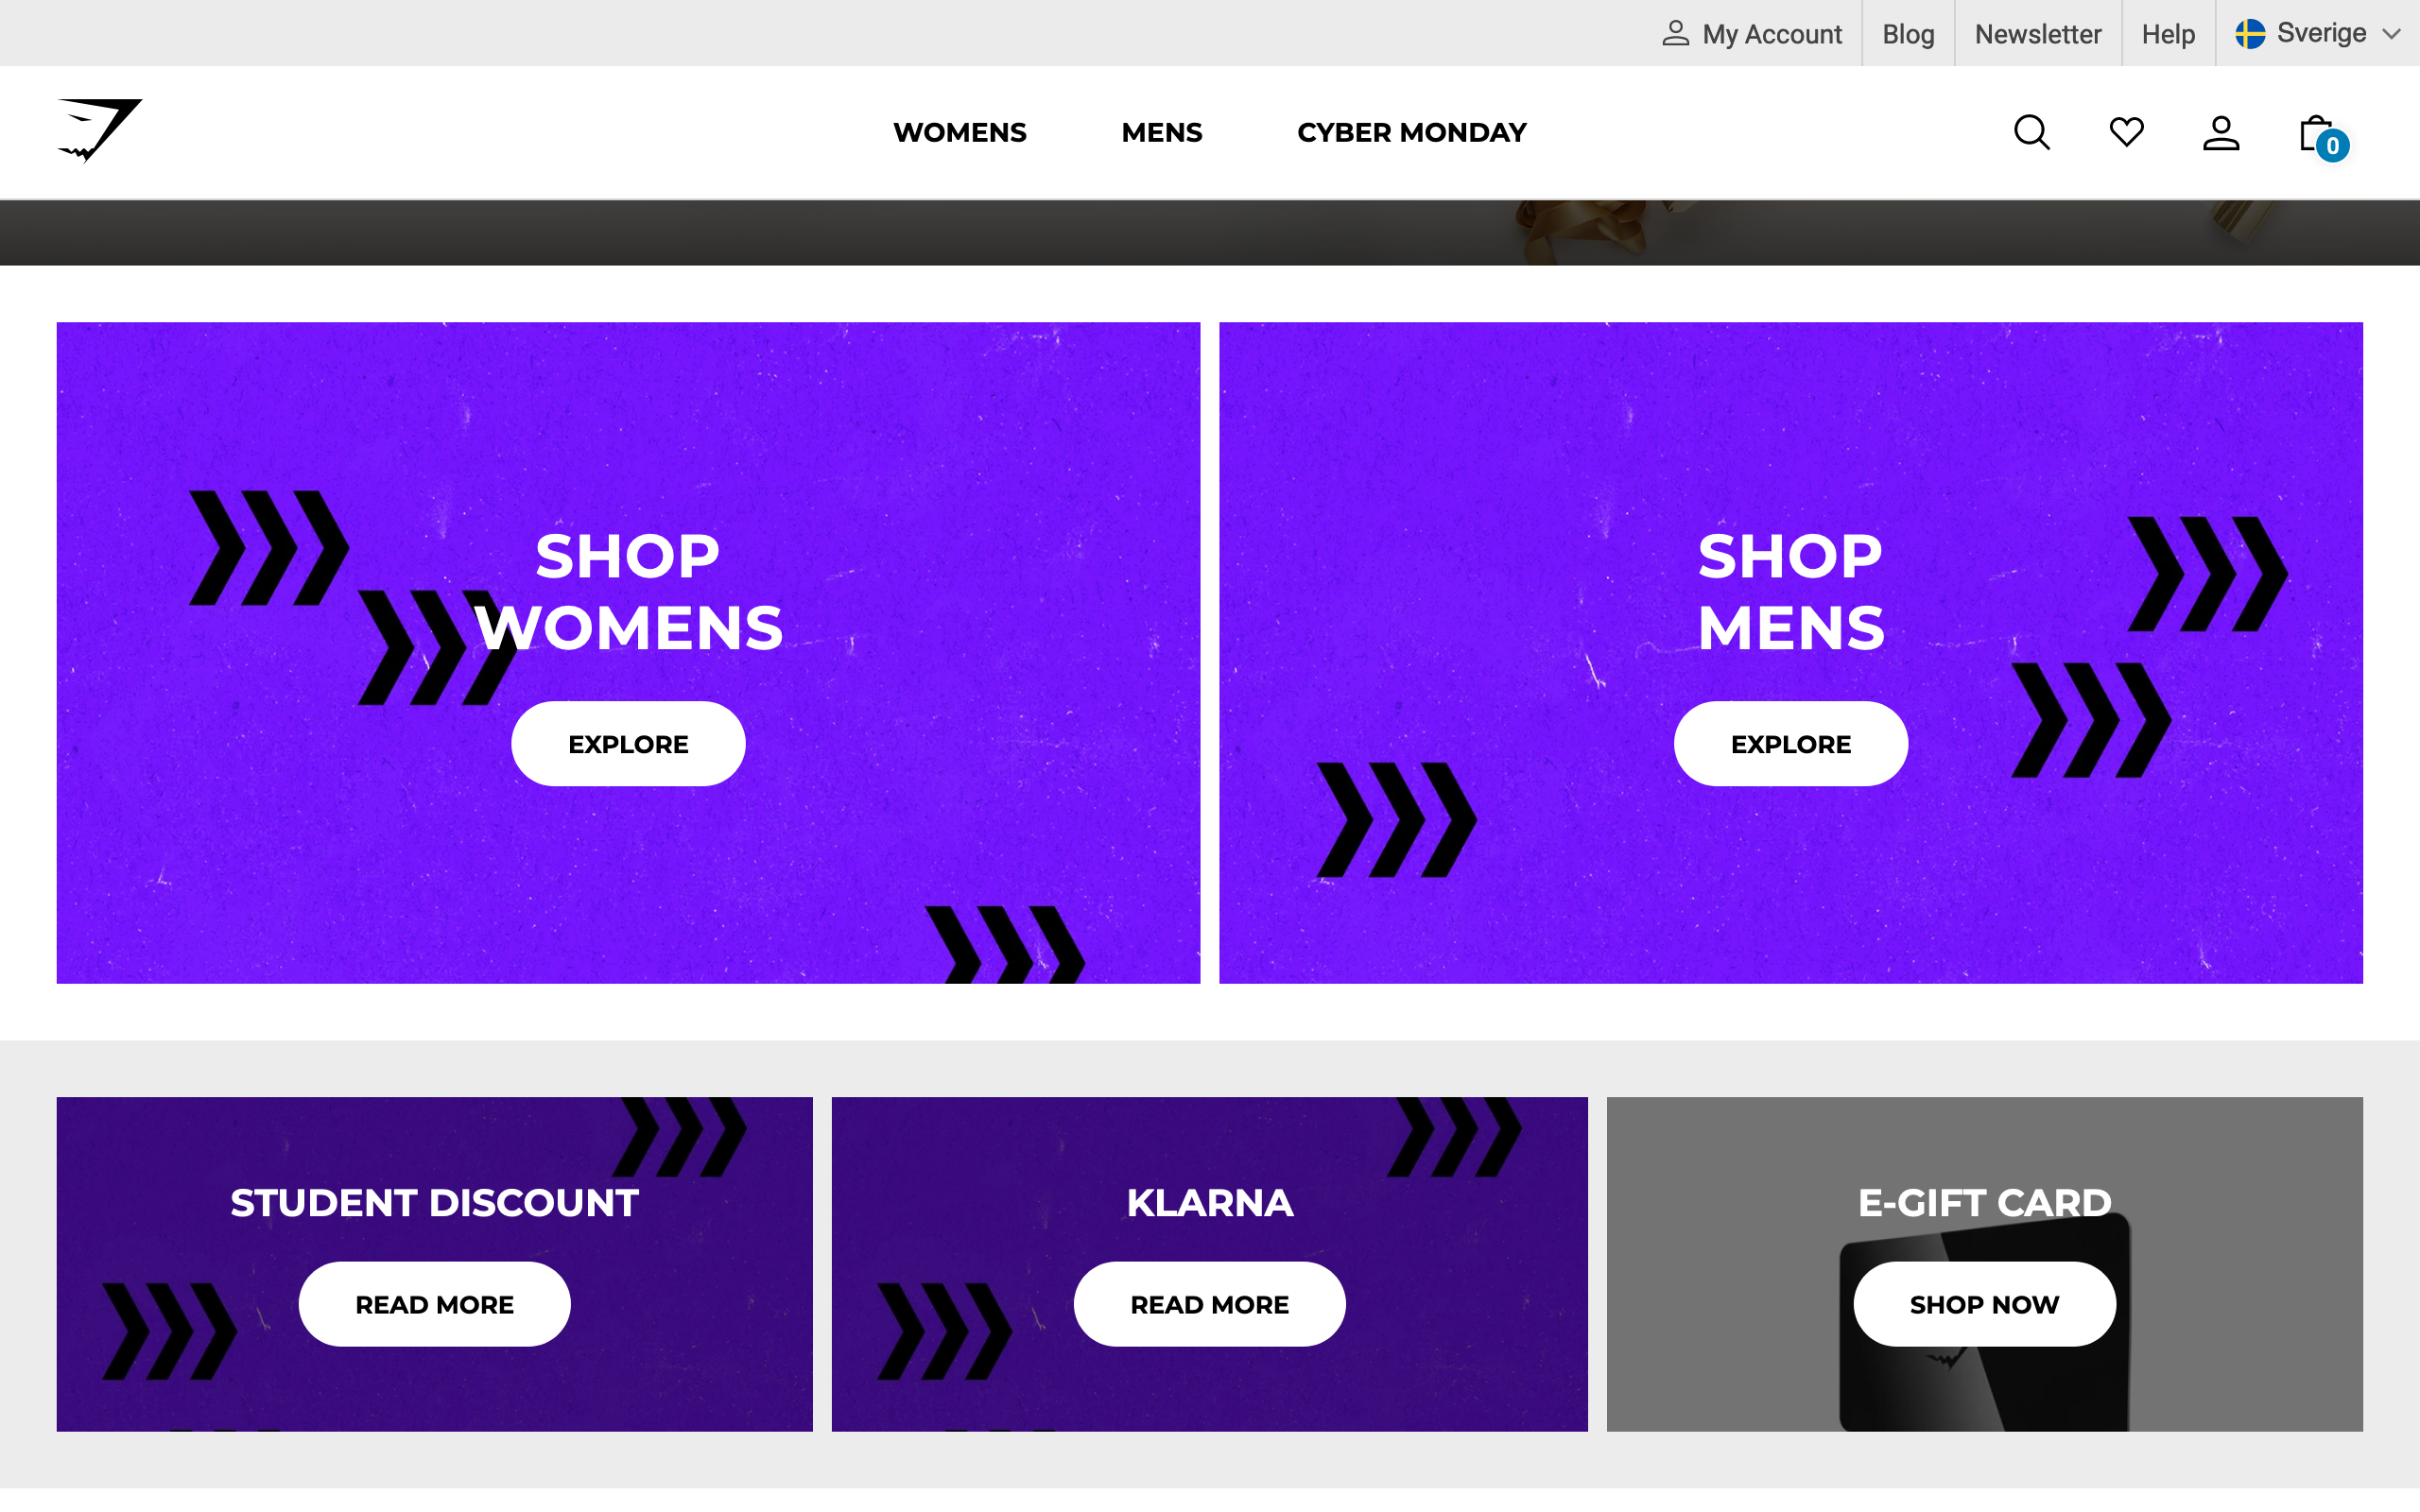 My Account
Blog
Newsletter
Help
Sverige
WOMENS
MENS
CYBER MONDAY
0
SHOP
WOMENS
EXPLORE
SHOP
MENS
EXPLORE
STUDENT DISCOUNT
READ MORE
KLARNA
READ MORE
E-GIFT CARD
SHOP NOW